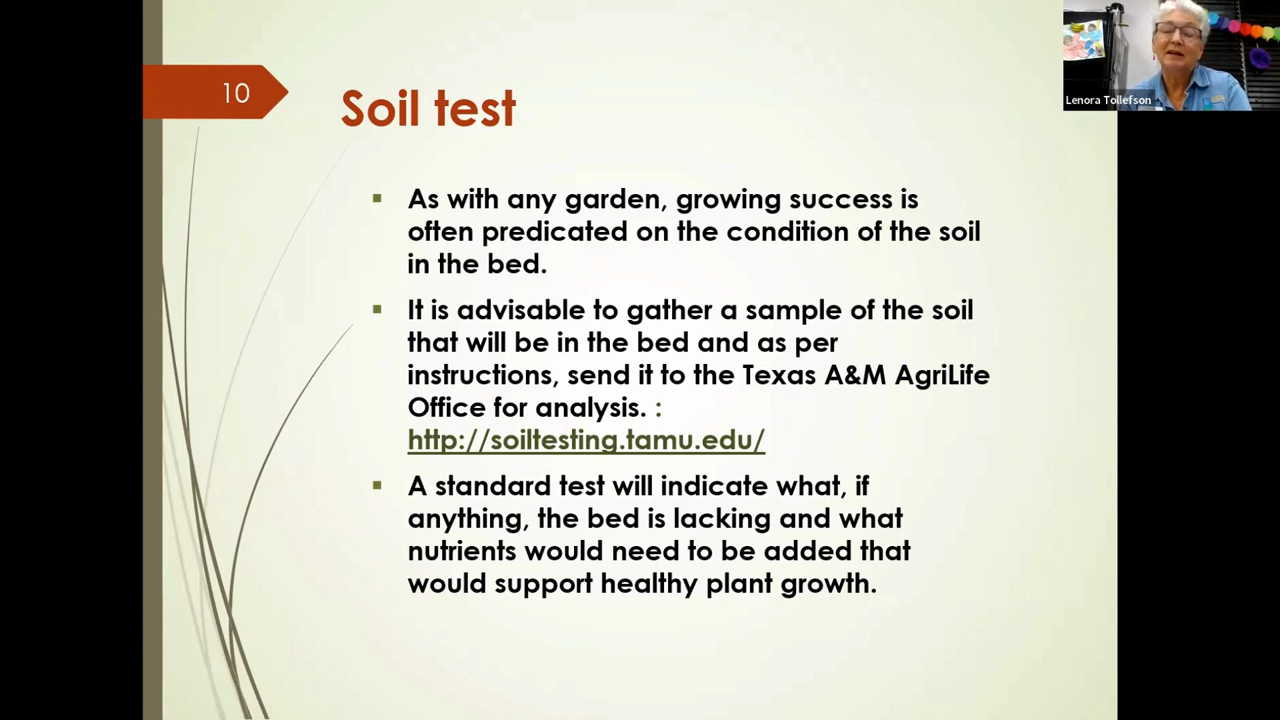 10
Soil test
As with any garden, growing success is
often predicated on the condition of the soil
in the bed.
It is advisable to gather a sample of the soil
that will be in the bed and as per
instructions, send it to the Texas A&M AgriLife
Office for analysis. :
http://soiltesting.tamu.edu/
A standard test will indicate what, if
anything, the bed is lacking and what
nutrients would need to be added that
would support healthy plant growth.
Lenora Tollefson